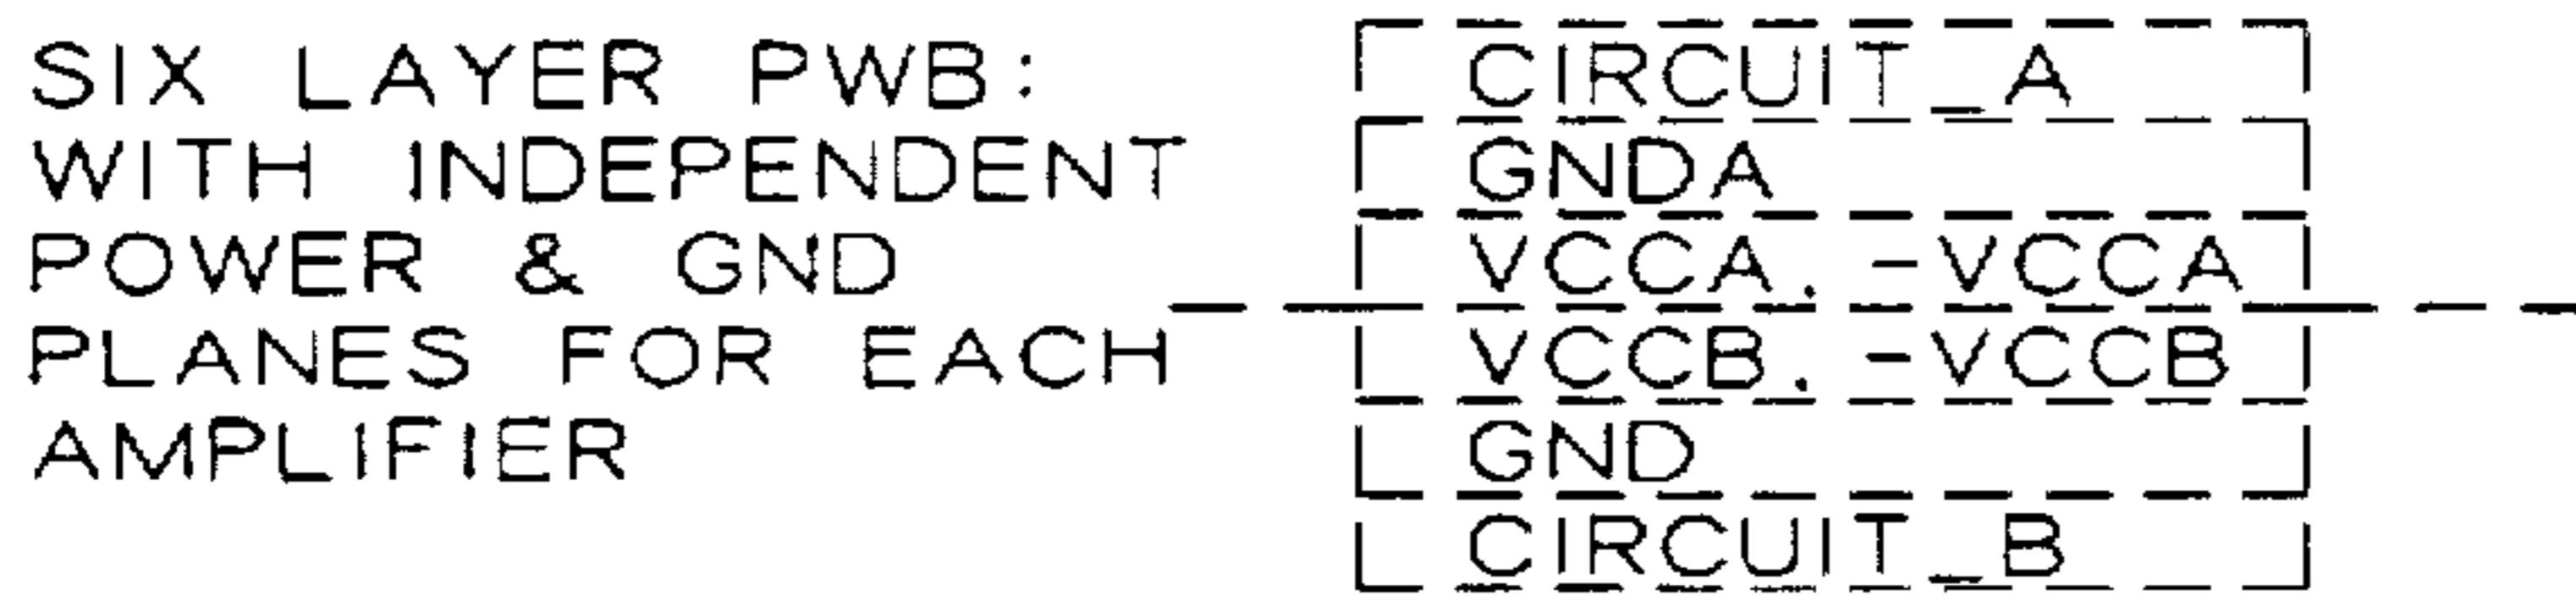 SIX LAYER PWB:
WITH INDEPENDENT
POWER & GND
PLANES FOR EACH
AMPLIFIER
CIRCUIT_A
GNDA
VCCA. -VCCA
VCCB. -VCCB
GND
CIRCUIT_B